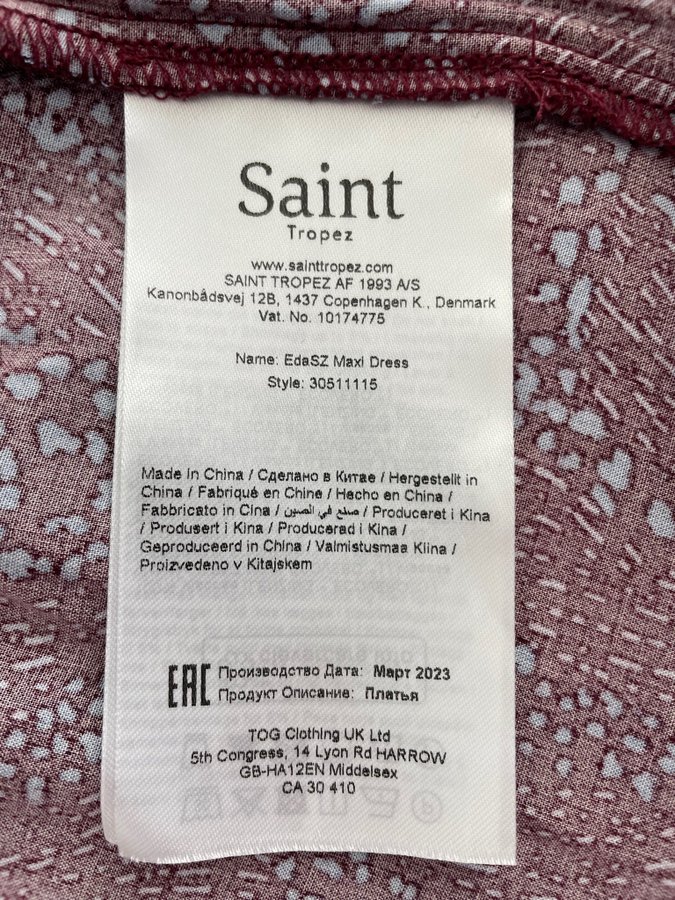 Saint
Tropez
www.sainttropez.com
SAINT TROPEZ AF 1993 A/S
Kanonbådsvej 12B, 1437 Copenhagen K., Denmark
Vat. No. 10174775
Name: EdaSZ Maxi Dress
Style: 30511115
Made in China / Сделано в Китае / Hergestellt in
China / Fabriqué en Chine / Hecho en China /
Fabbricato in Cina / صنع في الصين / Produceret i Kina
/ Produsert i Kina / Producerad i Kina /
Geproduceerd in China / Valmistusmaa Kiina /
Proizvedeno v Kitajskem
EAC
Производство Дата: Март 2023
Продукт Описание: Платья
TOG Clothing UK Ltd
5th Congress, 14 Lyon Rd HARROW
GB-HA12EN Middelsex
CA 30 410